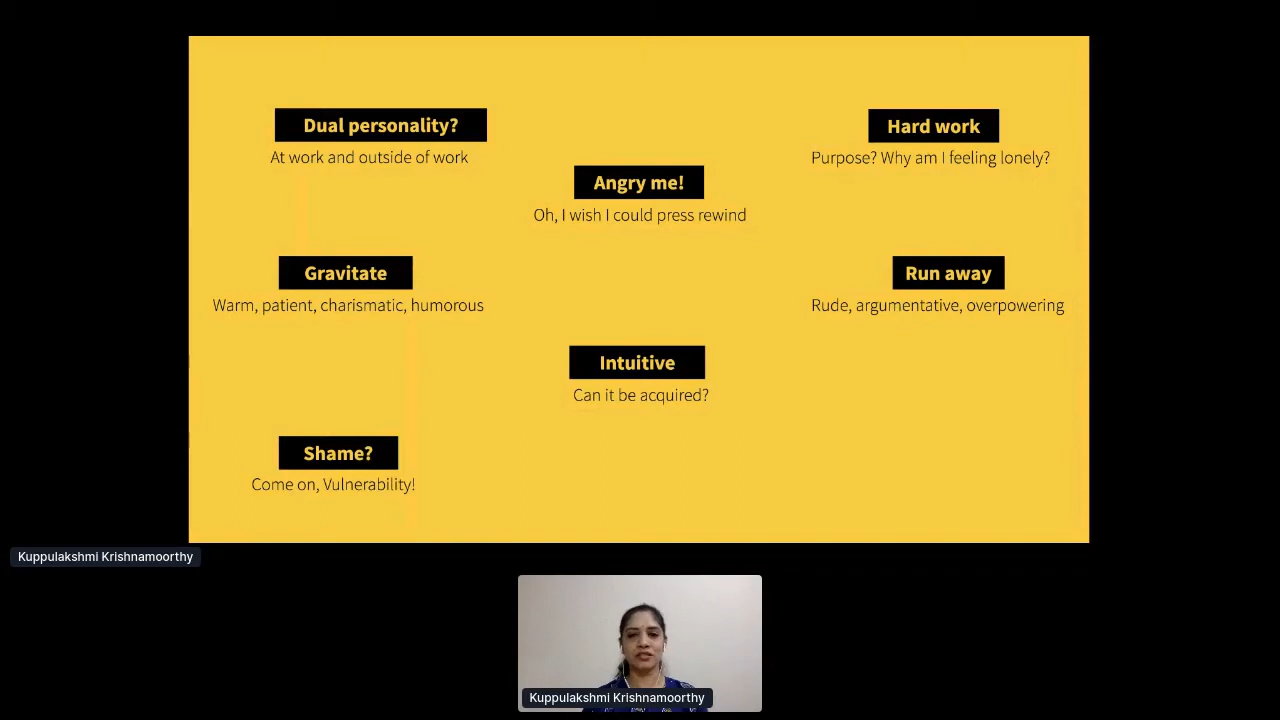 Dual personality?
At work and outside of work
Hard work
Purpose? Why am I feeling lonely?
Angry me!
Oh, I wish I could press rewind
Gravitate
Warm, patient, charismatic, humorous
Run away
Rude, argumentative, overpowering
Intuitive
Can it be acquired?
Shame?
Come on, Vulnerability!
Kuppulakshmi Krishnamoorthy
Kuppulakshmi Krishnamoorthy